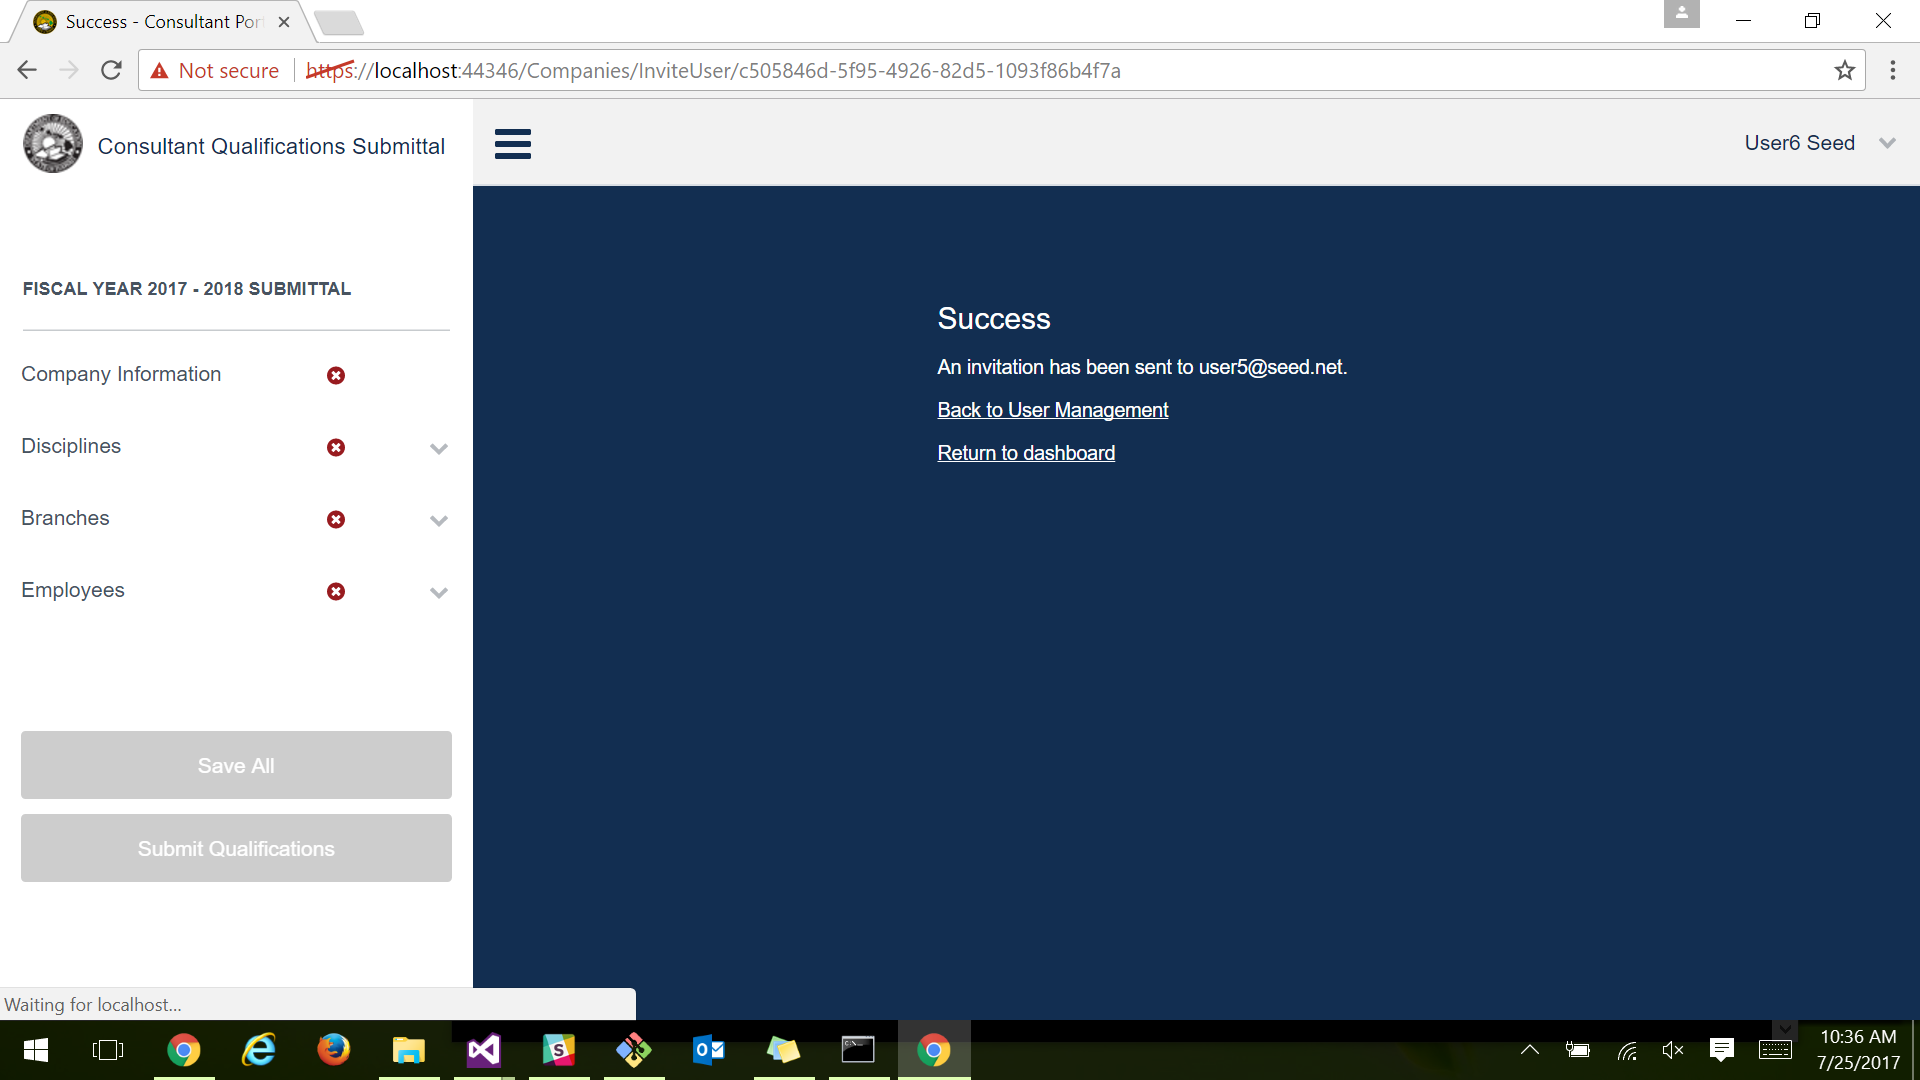 Success - Consultant Por
Not secure
https://localhost:44346/Companies/InviteUser/c505846d-5f95-4926-82d5-1093f86b4f7a
Consultant Qualifications Submittal
User6 Seed
FISCAL YEAR 2017 - 2018 SUBMITTAL
Company Information
Disciplines
Branches
Employees
Save All
Submit Qualifications
Success
An invitation has been sent to user5@seed.net.
Back to User Management
Return to dashboard
Waiting for localhost...
10:36 AM
7/25/2017